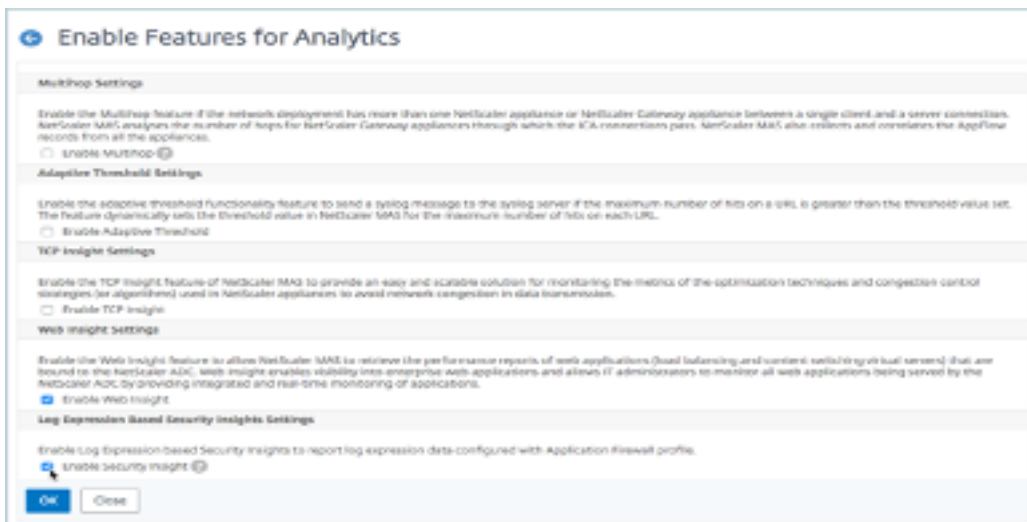 Enable Features for Analytics
Multihop Settings
Enable the Multihop feature if the network deployment has more than one NetScaler appliance or NetScaler Gateway appliance between a single client and a server connection.
NetScaler MAS analyses the number of hops for NetScaler Gateway appliances through which the ICA connections pass. NetScaler MAS also collects and correlates the AppFlow
records from all the appliances.
Enable Multihop
Adaptive Threshold Settings
Enable the adaptive threshold functionality feature to send a syslog message to the syslog server if the maximum number of hits on a URL is greater than the threshold value set.
The feature dynamically sets the threshold value in NetScaler MAS for the maximum number of hits on each URL.
Enable Adaptive Threshold
TCP Insight Settings
Enable the TCP Insight feature of NetScaler MAS to provide an easy and scalable solution for monitoring the metrics of the optimization techniques and congestion control
strategies (or algorithms) used in NetScaler appliances to avoid network congestion in data transmission.
Enable TCP Insight
Web Insight Settings
Enable the Web Insight feature to allow NetScaler MAS to retrieve the performance reports of web applications (load balancing and content switching virtual servers) that are
bound to the NetScaler ADC. Web Insight enables visibility into enterprise web applications and allows IT administrators to monitor all web applications being served by the
NetScaler ADC by providing integrated and real-time monitoring of applications.
Enable Web Insight
Log Expression Based Security Insights Settings
Enable Log Expression based Security Insights to report log expression data configured with Application Firewall profile.
Enable Security Insight
OK Close